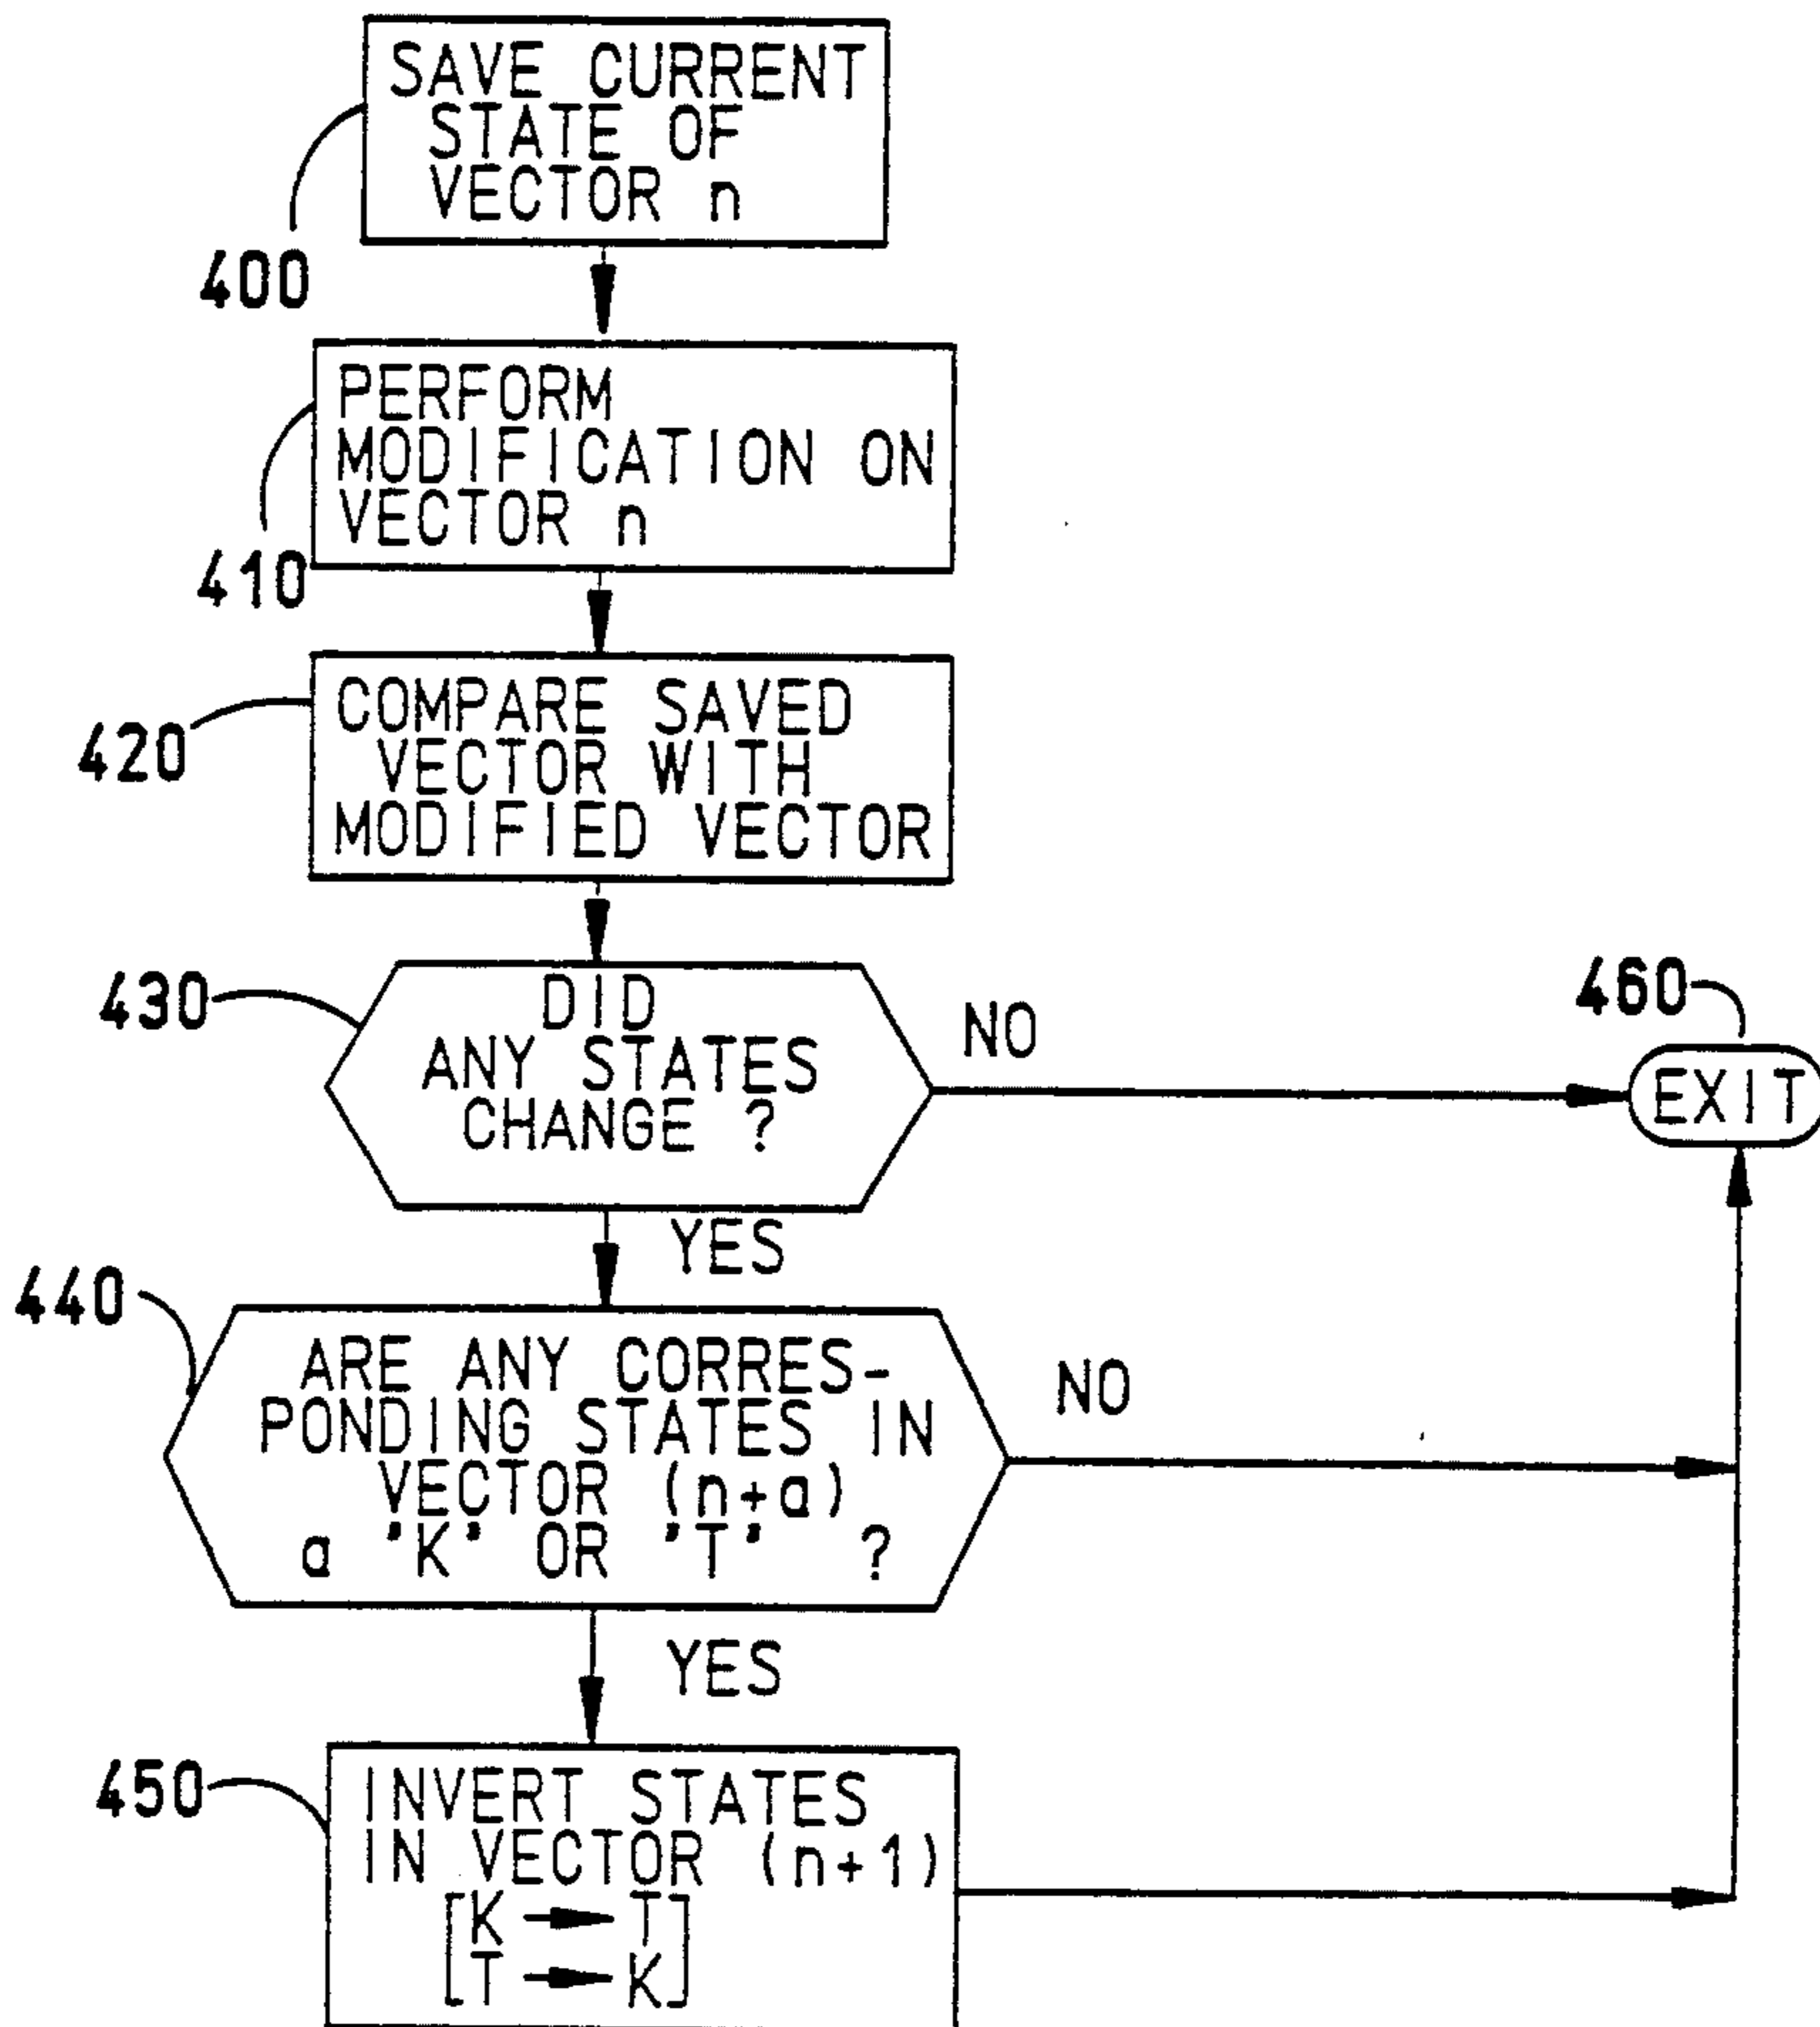 SAVE CURRENT
STATE OF
VECTOR n
400
PERFORM
MODIFICATION ON
VECTOR n
410
COMPARE SAVED
VECTOR WITH
MODIFIED VECTOR
420
430
DID
ANY STATES
CHANGE ?
NO
460
EXIT
YES
440
ARE ANY CORRES-
PONDING STATES IN
VECTOR (n+a)
a 'K' OR 'T' ?
NO
YES
450
INVERT STATES
IN VECTOR (n+1)
[K → T]
[T → K]